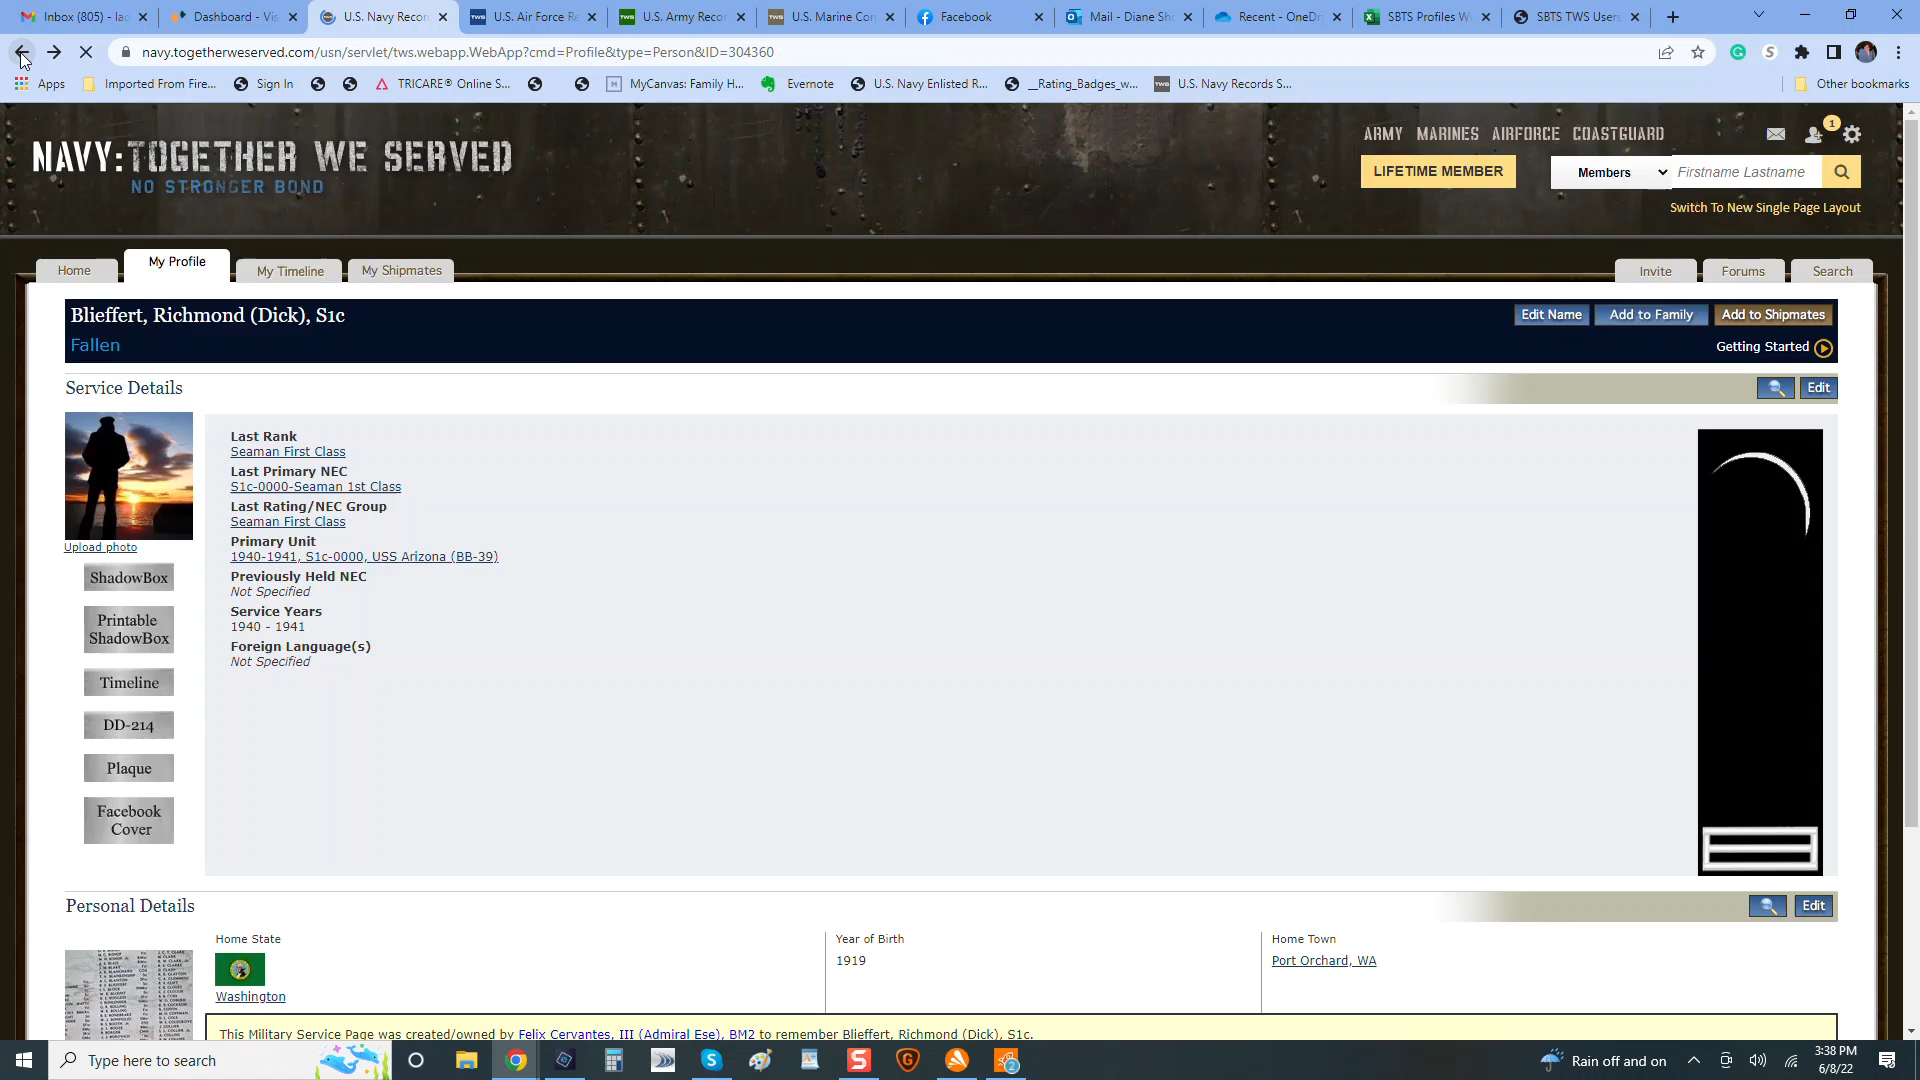 Inbox (805) - lad
Dashboard - Vis
U.S. Navy Recor
U.S. Air Force Re
U.S. Army Reco
U.S. Marine Cor
Facebook
Mail - Diane Sh
Recent - OneDr
SBTS Profiles W
SBTS TWS Users
navy.togetherweserved.com/usn/servlet/tws.webapp.WebApp?cmd=Profile&type=Person&ID=304360
Apps
Imported From Fire...
Sign In
TRICARE® Online S...
MyCanvas: Family H...
Evernote
U.S. Navy Enlisted R...
__Rating_Badges_w...
U.S. Navy Records S...
Other bookmarks
NAVY: TOGETHER WE SERVED
NO STRONGER BOND
ARMY MARINES AIRFORCE COASTGUARD
1
LIFETIME MEMBER
Members
Firstname Lastname
Switch To New Single Page Layout
Home
My Profile
My Timeline
My Shipmates
Invite
Forums
Search
Blieffert, Richmond (Dick), S1c
Edit Name
Add to Family
Add to Shipmates
Fallen
Getting Started
Service Details
Edit
Last Rank
Seaman First Class
Last Primary NEC
S1c-0000-Seaman 1st Class
Last Rating/NEC Group
Seaman First Class
Primary Unit
1940-1941, S1c-0000, USS Arizona (BB-39)
Previously Held NEC
Not Specified
Service Years
1940 - 1941
Foreign Language(s)
Not Specified
Upload photo
ShadowBox
Printable
ShadowBox
Timeline
DD-214
Plaque
Facebook
Cover
Personal Details
Edit
Home State
Washington
Year of Birth
1919
Home Town
Port Orchard, WA
This Military Service Page was created/owned by Felix Cervantes, III (Admiral Ese), BM2 to remember Blieffert, Richmond (Dick), S1c.
Type here to search
2
Rain off and on
3:38 PM
6/8/22